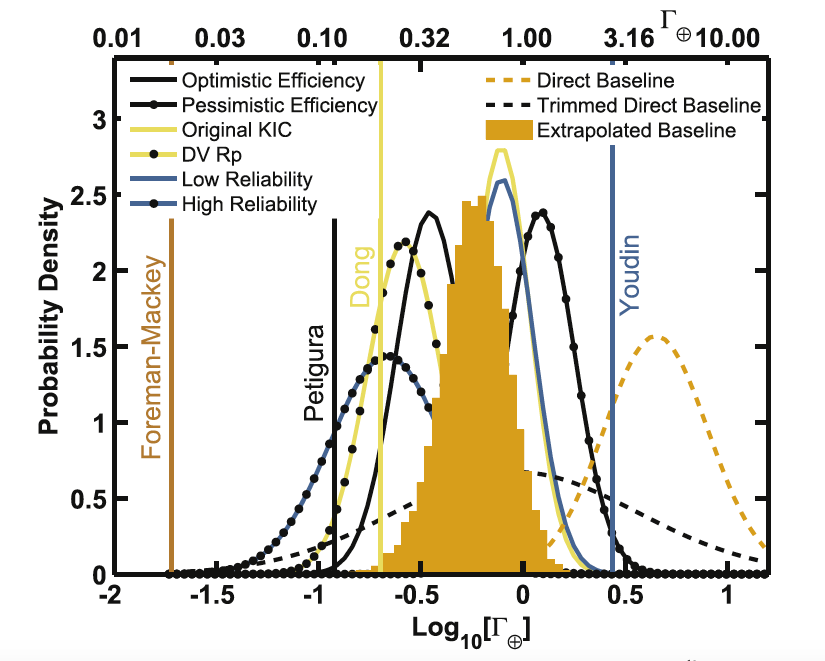 0.01 0.03 0.10 0.32 1.00 3.16 Γ⊕ 10.00
Optimistic Efficiency
Pessimistic Efficiency
Original KIC
DV Rp
Low Reliability
High Reliability
Direct Baseline
Trimmed Direct Baseline
Extrapolated Baseline
Probability Density
3
2.5
2
1.5
1
0.5
0
Foreman-Mackey
Petigura
Dong
Youdin
-2 -1.5 -1 -0.5 0 0.5 1
Log10[Γ⊕]